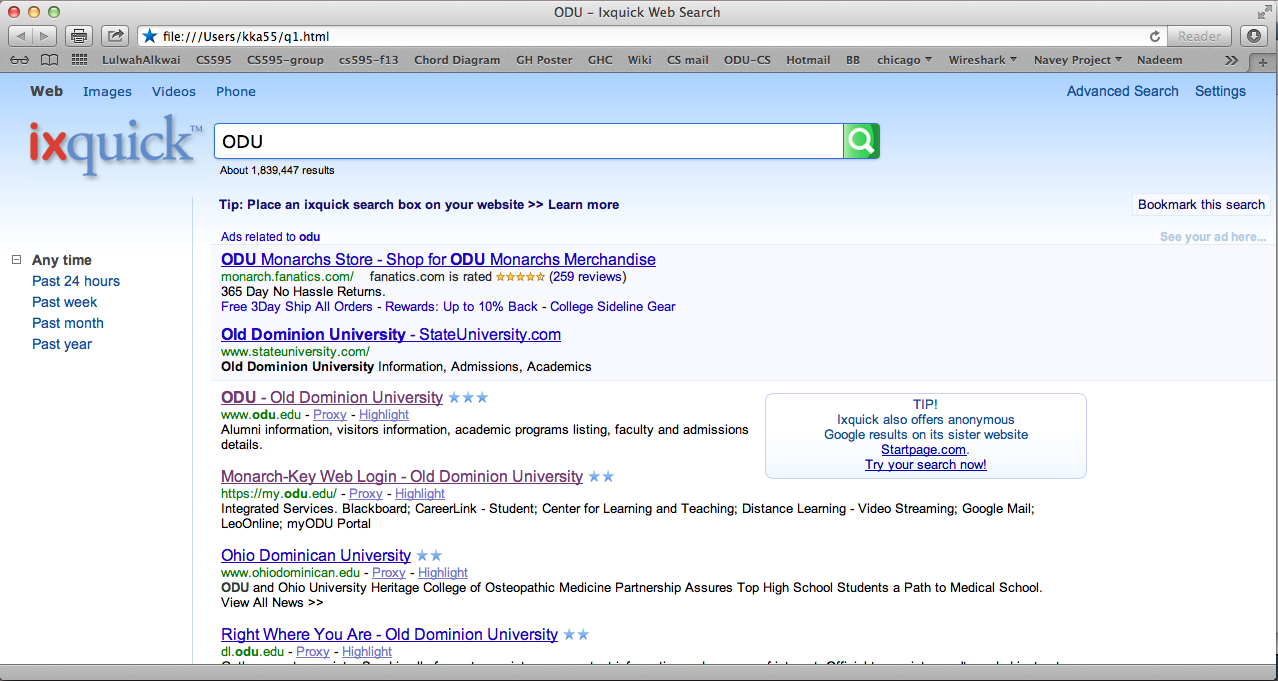 ODU – Ixquick Web Search
file:///Users/kka55/q1.html
Reader
LulwahAlkwai CS595 CS595-group cs595-f13 Chord Diagram GH Poster GHC Wiki CS mail ODU-CS Hotmail BB chicago Wireshark Navey Project Nadeem
Web Images Videos Phone
Advanced Search Settings
ixquick™
ODU
About 1,839,447 results
Tip: Place an ixquick search box on your website >> Learn more
Bookmark this search
Ads related to odu
See your ad here...
Any time
Past 24 hours
Past week
Past month
Past year
ODU Monarchs Store - Shop for ODU Monarchs Merchandise
monarch.fanatics.com/ fanatics.com is rated (259 reviews)
365 Day No Hassle Returns.
Free 3Day Ship All Orders - Rewards: Up to 10% Back - College Sideline Gear
Old Dominion University - StateUniversity.com
www.stateuniversity.com/
Old Dominion University Information, Admissions, Academics
ODU - Old Dominion University
www.odu.edu - Proxy - Highlight
Alumni information, visitors information, academic programs listing, faculty and admissions
details.
TIP!
Ixquick also offers anonymous
Google results on its sister website
Startpage.com.
Try your search now!
Monarch-Key Web Login - Old Dominion University
https://my.odu.edu/ - Proxy - Highlight
Integrated Services. Blackboard; CareerLink - Student; Center for Learning and Teaching; Distance Learning - Video Streaming; Google Mail;
LeoOnline; myODU Portal
Ohio Dominican University
www.ohiodominican.edu - Proxy - Highlight
ODU and Ohio University Heritage College of Osteopathic Medicine Partnership Assures Top High School Students a Path to Medical School.
View All News >>
Right Where You Are - Old Dominion University
dl.odu.edu - Proxy - Highlight